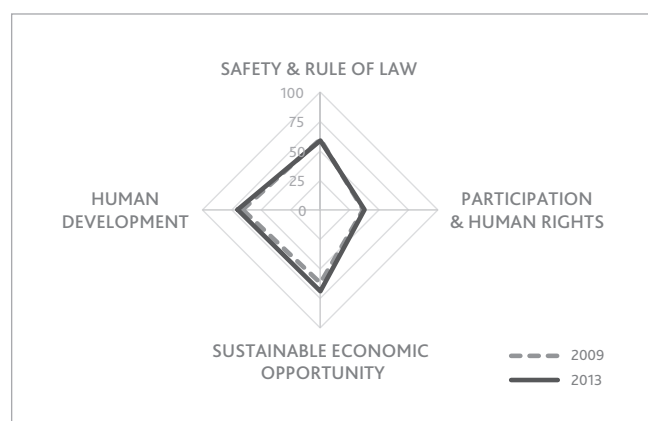 SAFETY & RULE OF LAW
100
75
50
25
0
HUMAN
DEVELOPMENT
PARTICIPATION
& HUMAN RIGHTS
SUSTAINABLE ECONOMIC
OPPORTUNITY
2009
2013